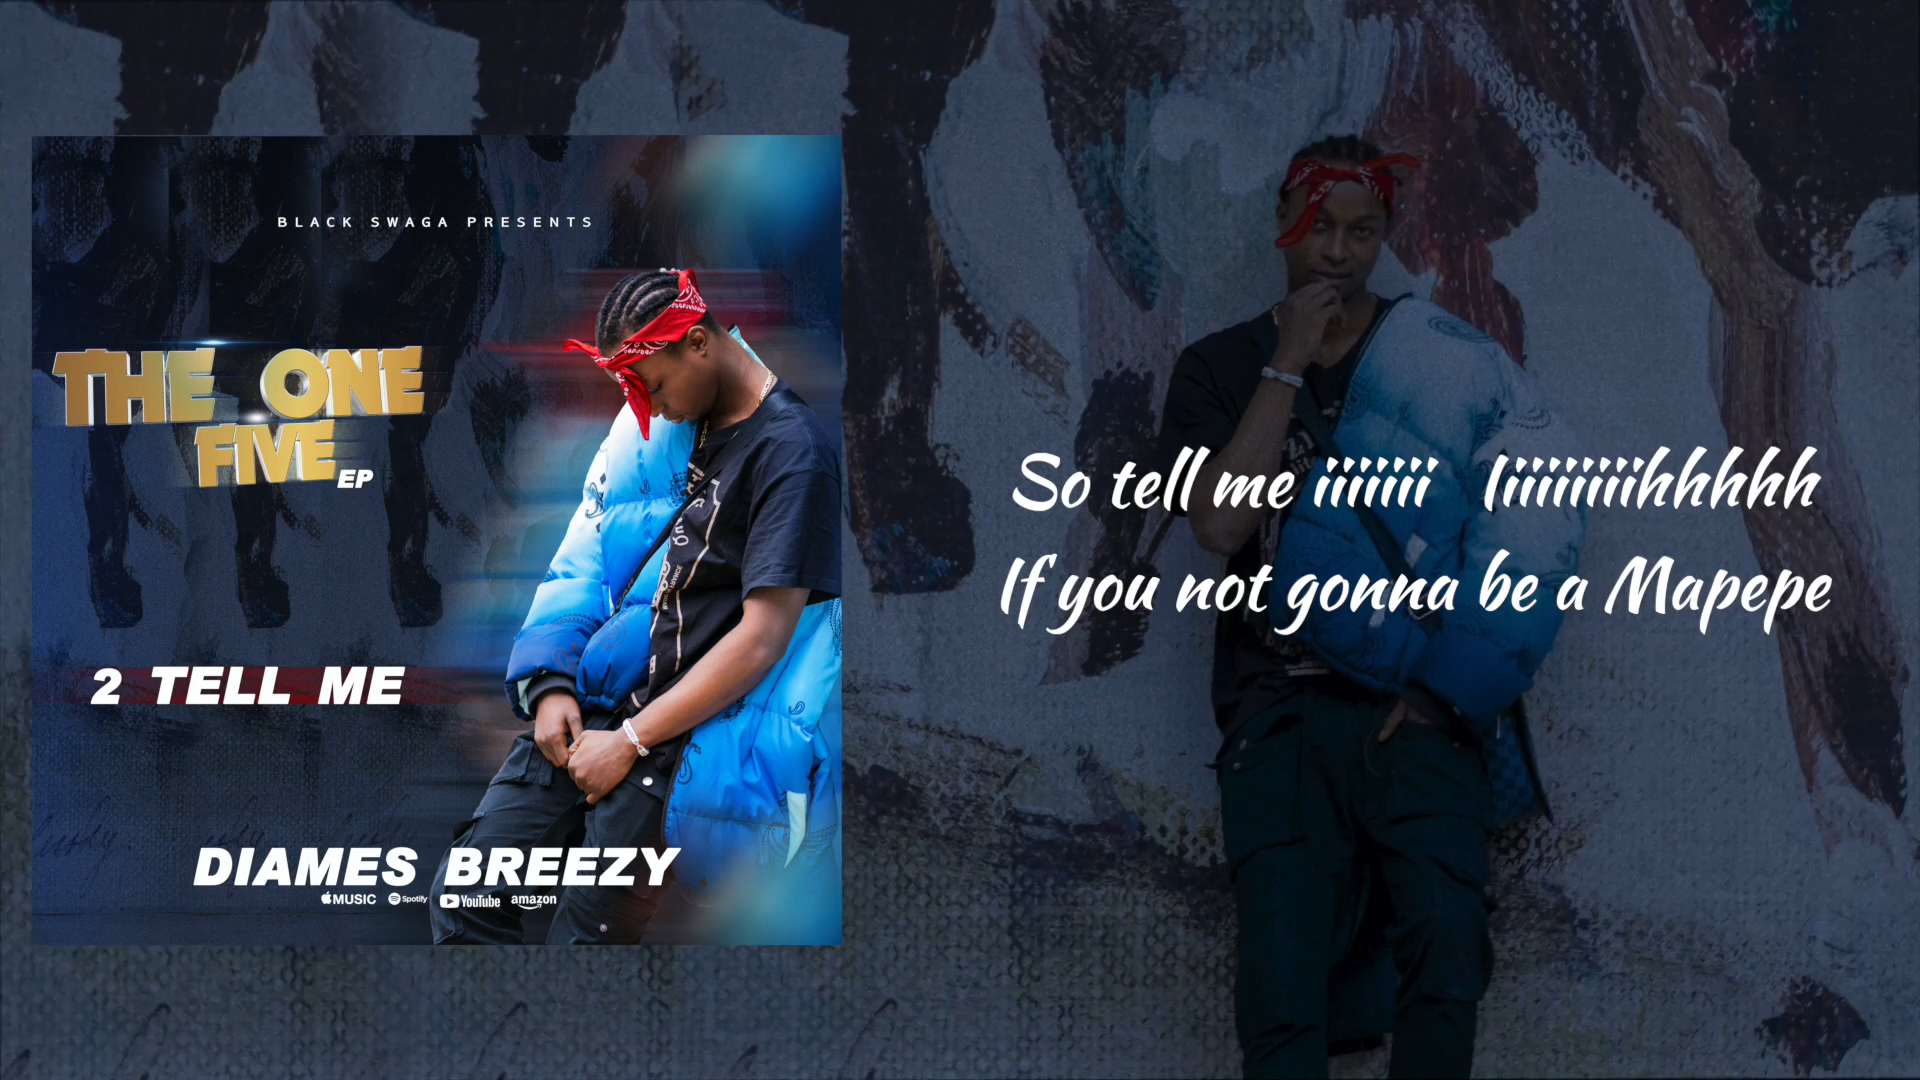 BLACK SWAGA PRESENTS
THE ONE
FIVE
EP
2 TELL ME
DIAMES BREEZY
MUSIC Spotify YouTube amazon
So tell me iiiiiii Iiiiiiiiihhhhh
If you not gonna be a Mapepe